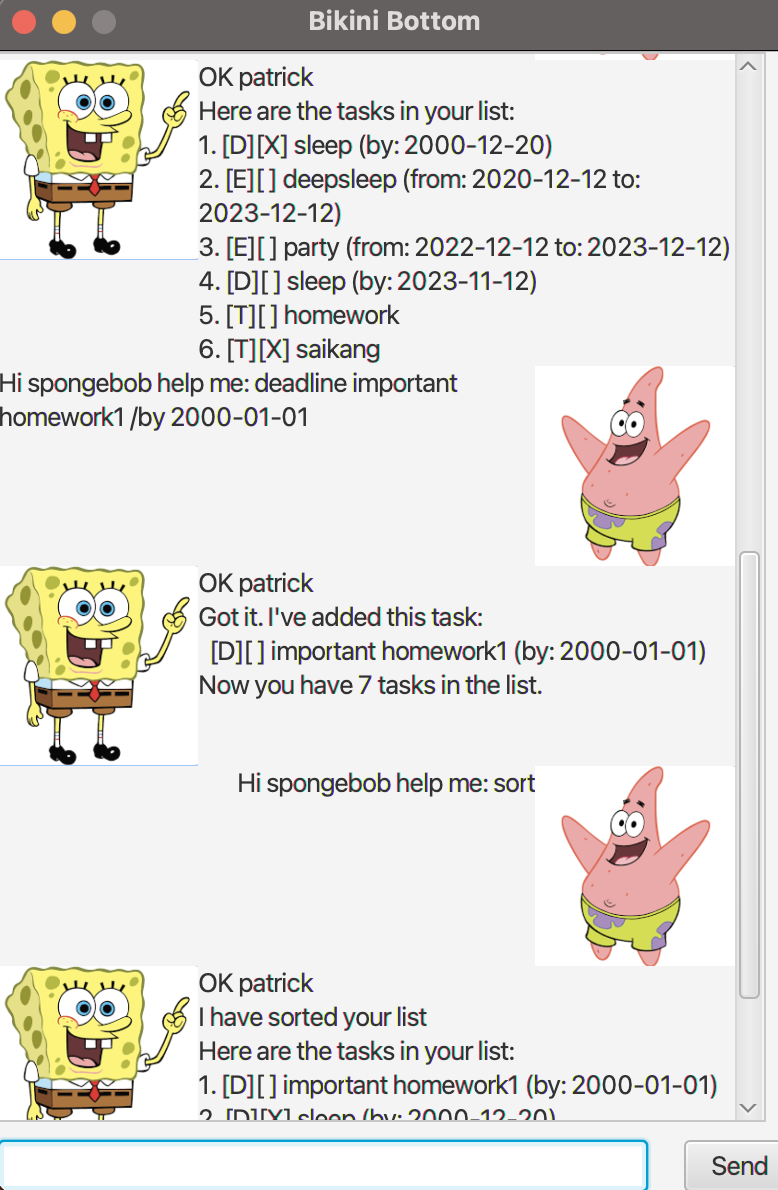 Bikini Bottom
OK patrick
Here are the tasks in your list:
1. [D][X] sleep (by: 2000-12-20)
2. [E][ ] deepsleep (from: 2020-12-12 to:
2023-12-12)
3. [E][ ] party (from: 2022-12-12 to: 2023-12-12)
4. [D][ ] sleep (by: 2023-11-12)
5. [T][ ] homework
6. [T][X] saikang
Hi spongebob help me: deadline important
homework1 /by 2000-01-01
OK patrick
Got it. I've added this task:
[D][ ] important homework1 (by: 2000-01-01)
Now you have 7 tasks in the list.
Hi spongebob help me: sort
OK patrick
I have sorted your list
Here are the tasks in your list:
1. [D][ ] important homework1 (by: 2000-01-01)
2. [D][X] sleep (by: 2000-12-20)
Send